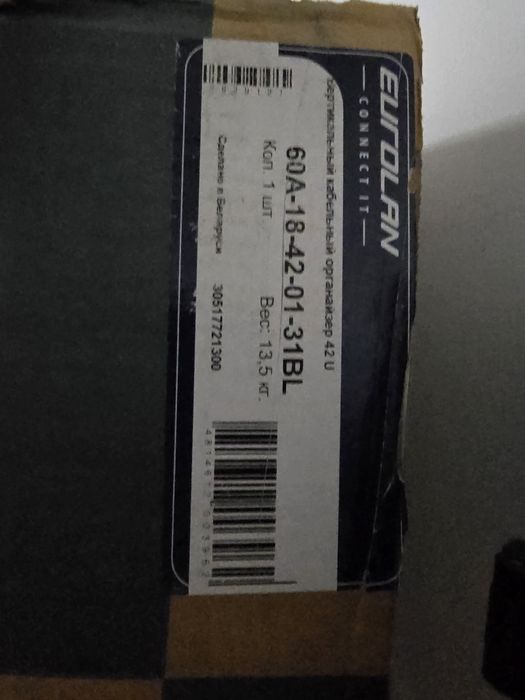 EUROLAN
CONNECT IT
Вертикальный кабельный органайзер 42 U
60A-18-42-01-31BL
Кол. 1 шт. Вес: 13,5 кг.
Сделано в Беларуси 30517721300